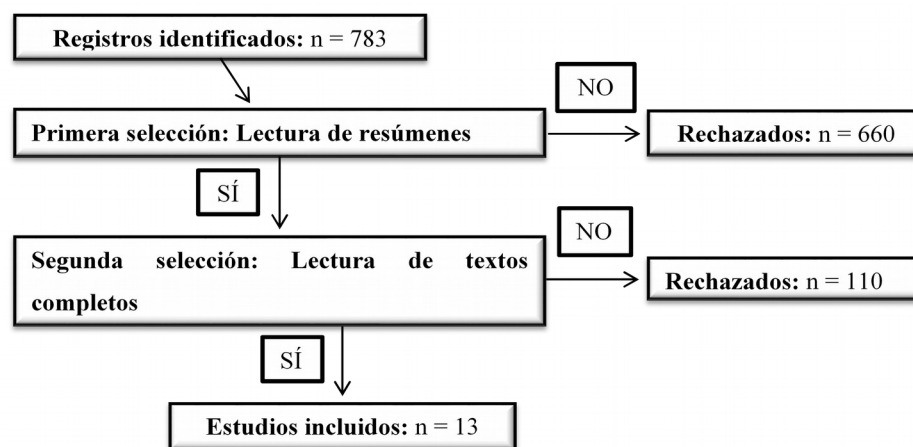 Registros identificados: n = 783
NO
Primera selección: Lectura de resúmenes
Rechazados: n = 660
SÍ
NO
Segunda selección: Lectura de textos
completos
Rechazados: n = 110
SÍ
Estudios incluidos: n = 13